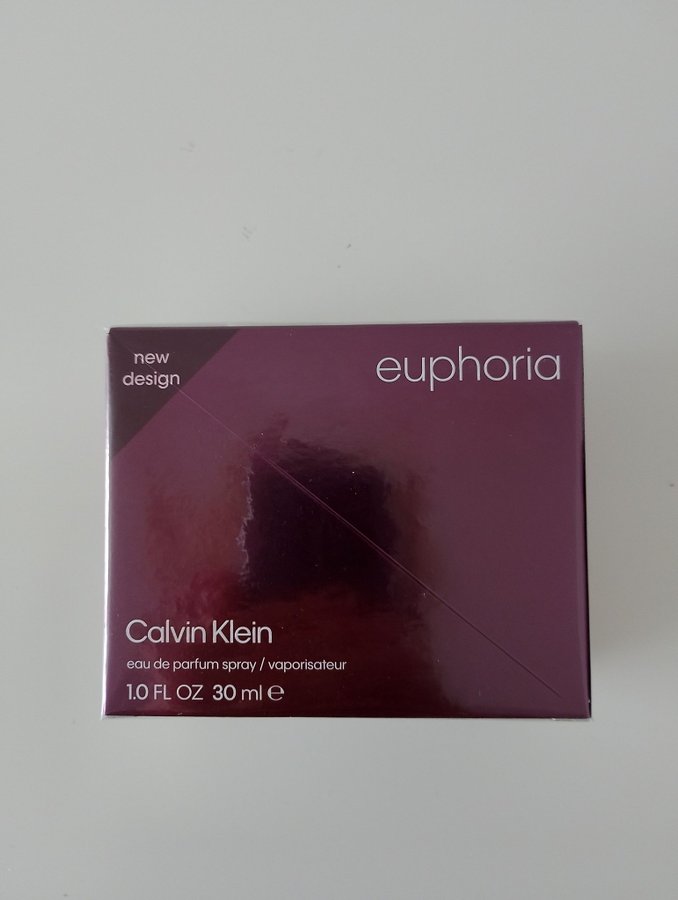 new
design
euphoria
Calvin Klein
eau de parfum spray / vaporisateur
1.0 FL OZ 30 ml ℮